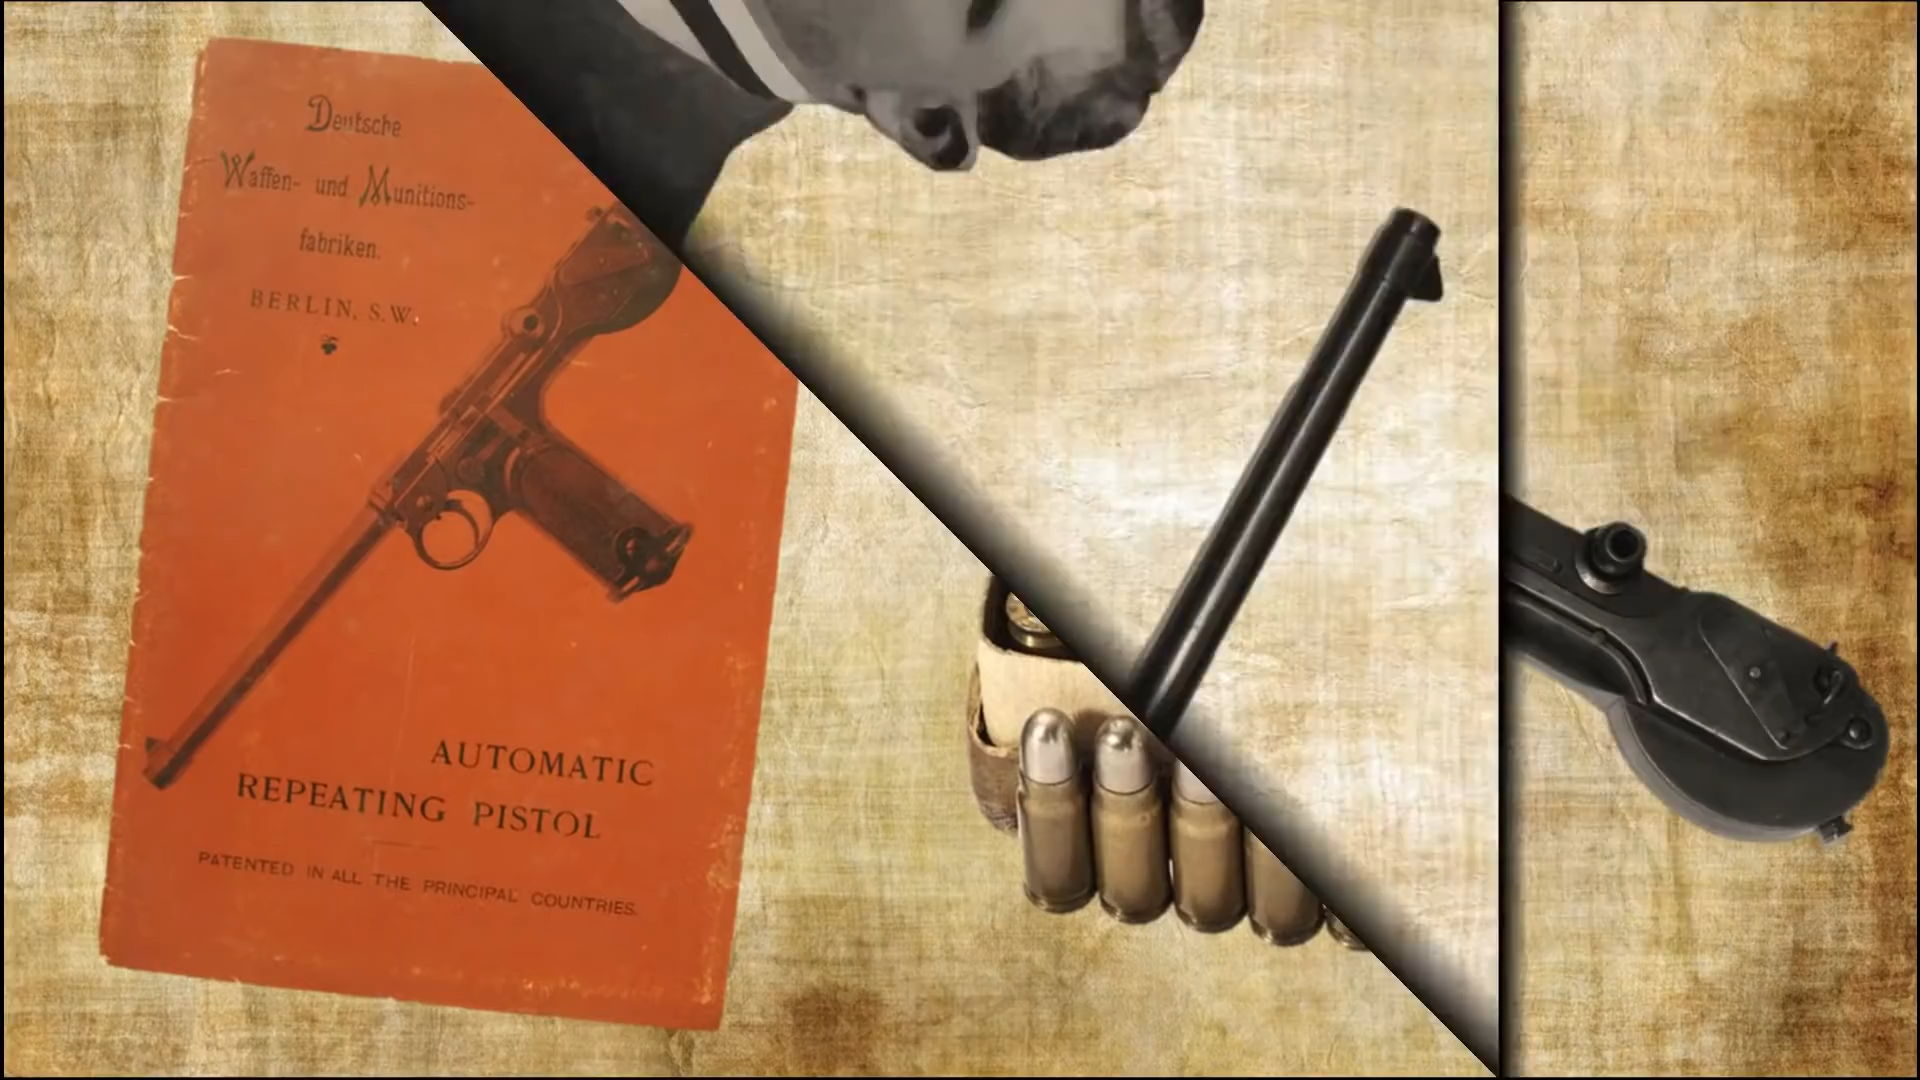 Deutsche
Waffen- und Munitions-
fabriken.
BERLIN, S.W.
AUTOMATIC
REPEATING PISTOL
PATENTED IN ALL THE PRINCIPAL COUNTRIES.